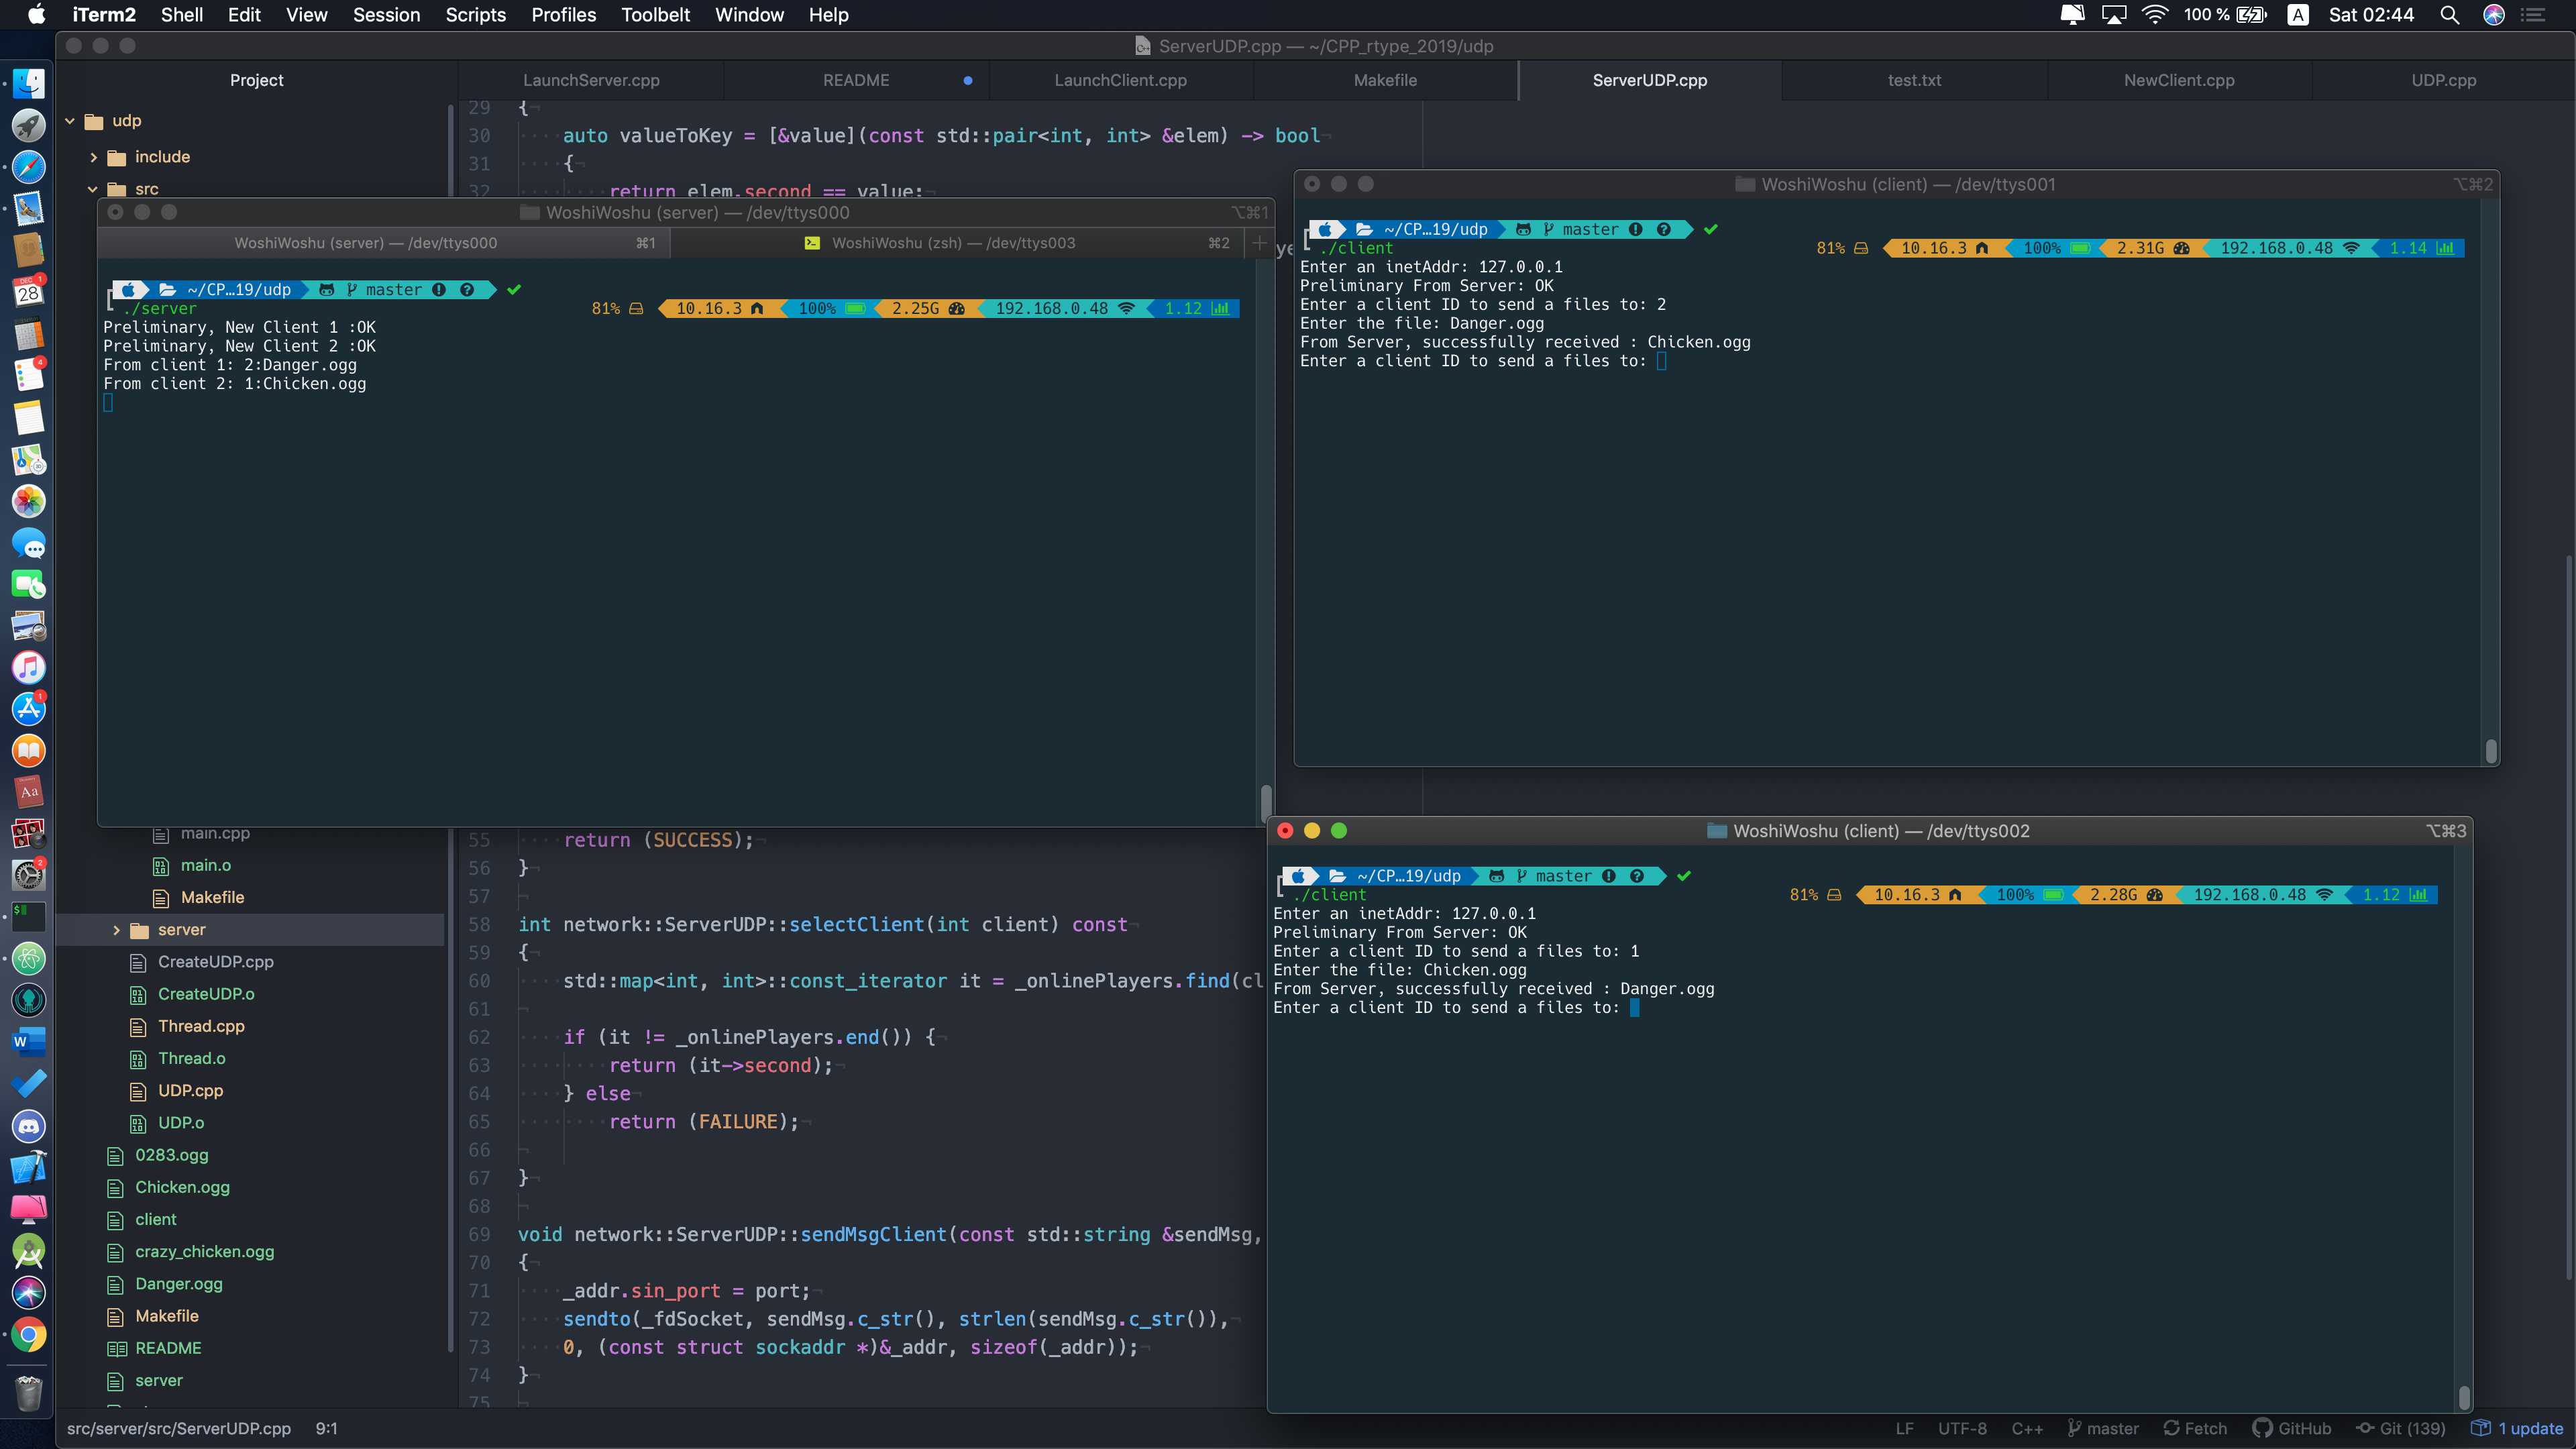 iTerm2 Shell Edit View Session Scripts Profiles Toolbelt Window Help
100 % A Sat 02:44
ServerUDP.cpp — ~/CPP_rtype_2019/udp
Project
LaunchServer.cpp README LaunchClient.cpp Makefile ServerUDP.cpp test.txt NewClient.cpp UDP.cpp
udp
include
src
29 {
30 auto valueToKey = [&value](const std::pair<int, int> &elem) -> bool
31 {
32 return elem.second == value;
WoshiWoshu (server) — /dev/ttys000 ⌥⌘1
WoshiWoshu (server) — /dev/ttys000 ⌘1 WoshiWoshu (zsh) — /dev/ttys003 ⌘2
~/CP…19/udp master
./server 81% 10.16.3 100% 2.25G 192.168.0.48 1.12
Preliminary, New Client 1 :OK
Preliminary, New Client 2 :OK
From client 1: 2:Danger.ogg
From client 2: 1:Chicken.ogg
WoshiWoshu (client) — /dev/ttys001 ⌥⌘2
~/CP…19/udp master
./client 81% 10.16.3 100% 2.31G 192.168.0.48 1.14
Enter an inetAddr: 127.0.0.1
Preliminary From Server: OK
Enter a client ID to send a files to: 2
Enter the file: Danger.ogg
From Server, successfully received : Chicken.ogg
Enter a client ID to send a files to:
WoshiWoshu (client) — /dev/ttys002 ⌥⌘3
~/CP…19/udp master
./client 81% 10.16.3 100% 2.28G 192.168.0.48 1.12
Enter an inetAddr: 127.0.0.1
Preliminary From Server: OK
Enter a client ID to send a files to: 1
Enter the file: Chicken.ogg
From Server, successfully received : Danger.ogg
Enter a client ID to send a files to:
main.cpp
main.o
Makefile
server
CreateUDP.cpp
CreateUDP.o
Thread.cpp
Thread.o
UDP.cpp
UDP.o
0283.ogg
Chicken.ogg
client
crazy_chicken.ogg
Danger.ogg
Makefile
README
server
55 return (SUCCESS);
56 }
57
58 int network::ServerUDP::selectClient(int client) const
59 {
60 std::map<int, int>::const_iterator it = _onlinePlayers.find(cl
61
62 if (it != _onlinePlayers.end()) {
63 return (it->second);
64 } else
65 return (FAILURE);
66
67 }
68
69 void network::ServerUDP::sendMsgClient(const std::string &sendMsg,
70 {
71 _addr.sin_port = port;
72 sendto(_fdSocket, sendMsg.c_str(), strlen(sendMsg.c_str()),
73 0, (const struct sockaddr *)&_addr, sizeof(_addr));
74 }
75
src/server/src/ServerUDP.cpp 9:1 LF UTF-8 C++ master Fetch GitHub Git (139) 1 update